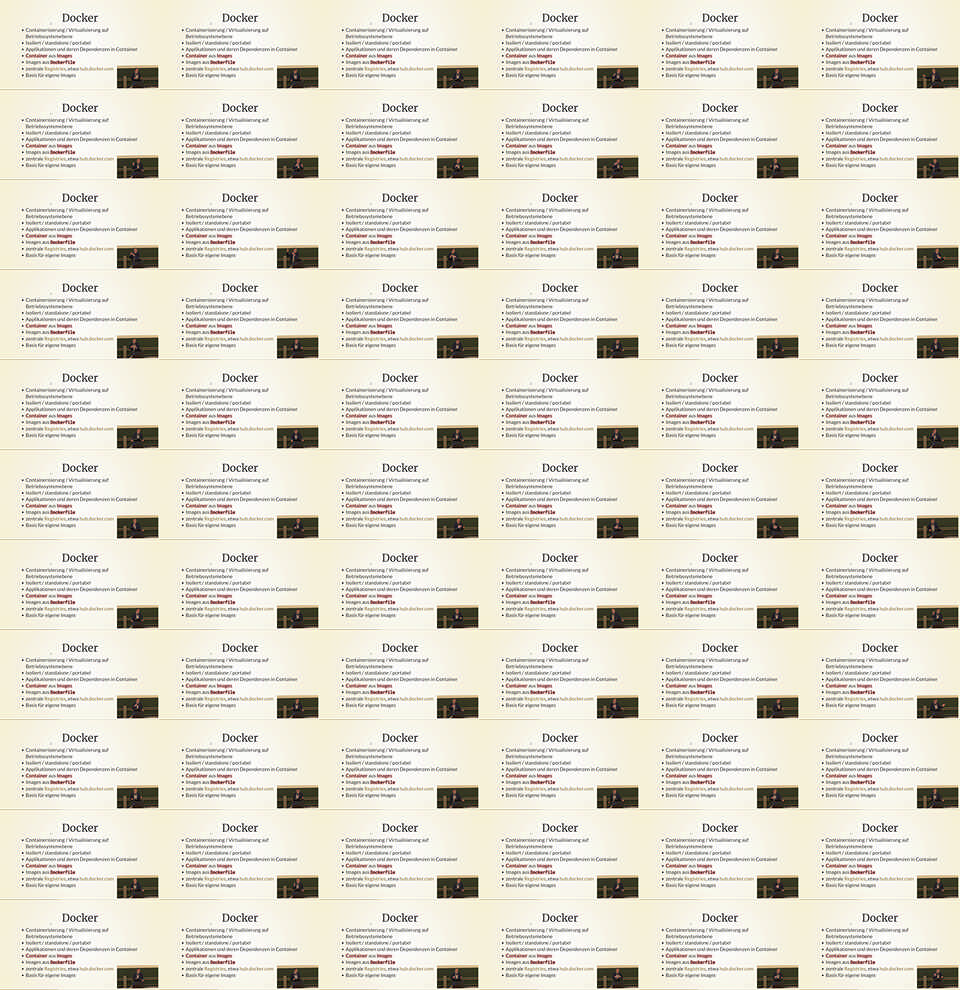 Docker
• Containerisierung / Virtualisierung auf
Betriebssystemebene
• Isoliert / standalone / portabel
• Applikationen und deren Dependenzen in Container
• Container aus Images
• Images aus Dockerfile
• zentrale Registries, etwa hub.docker.com
• Basis für eigene Images